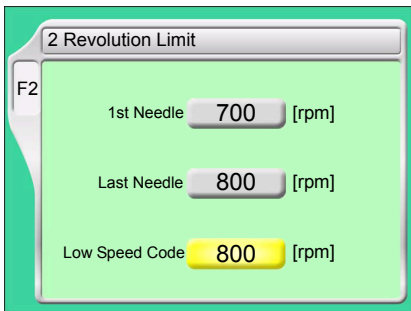 2 Revolution Limit
F2
1st Needle 700 [rpm]
Last Needle 800 [rpm]
Low Speed Code 800 [rpm]